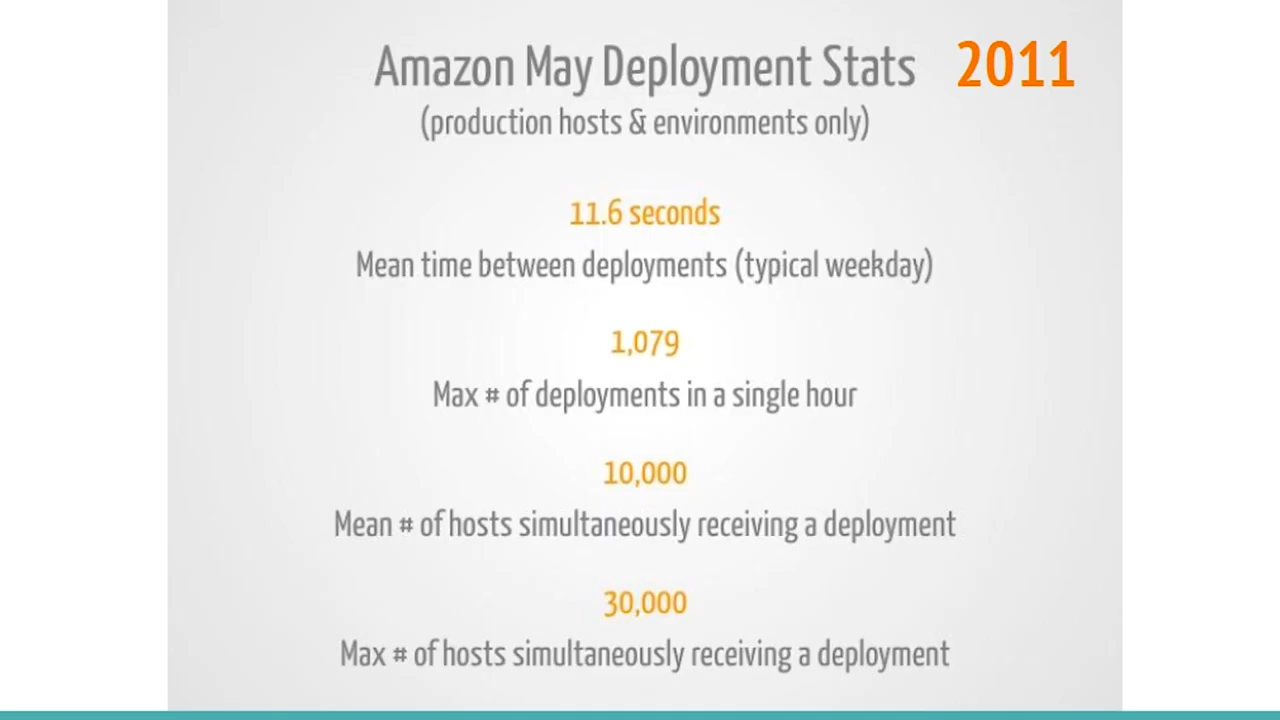 Amazon May Deployment Stats 2011
(production hosts & environments only)
11.6 seconds
Mean time between deployments (typical weekday)
1,079
Max # of deployments in a single hour
10,000
Mean # of hosts simultaneously receiving a deployment
30,000
Max # of hosts simultaneously receiving a deployment